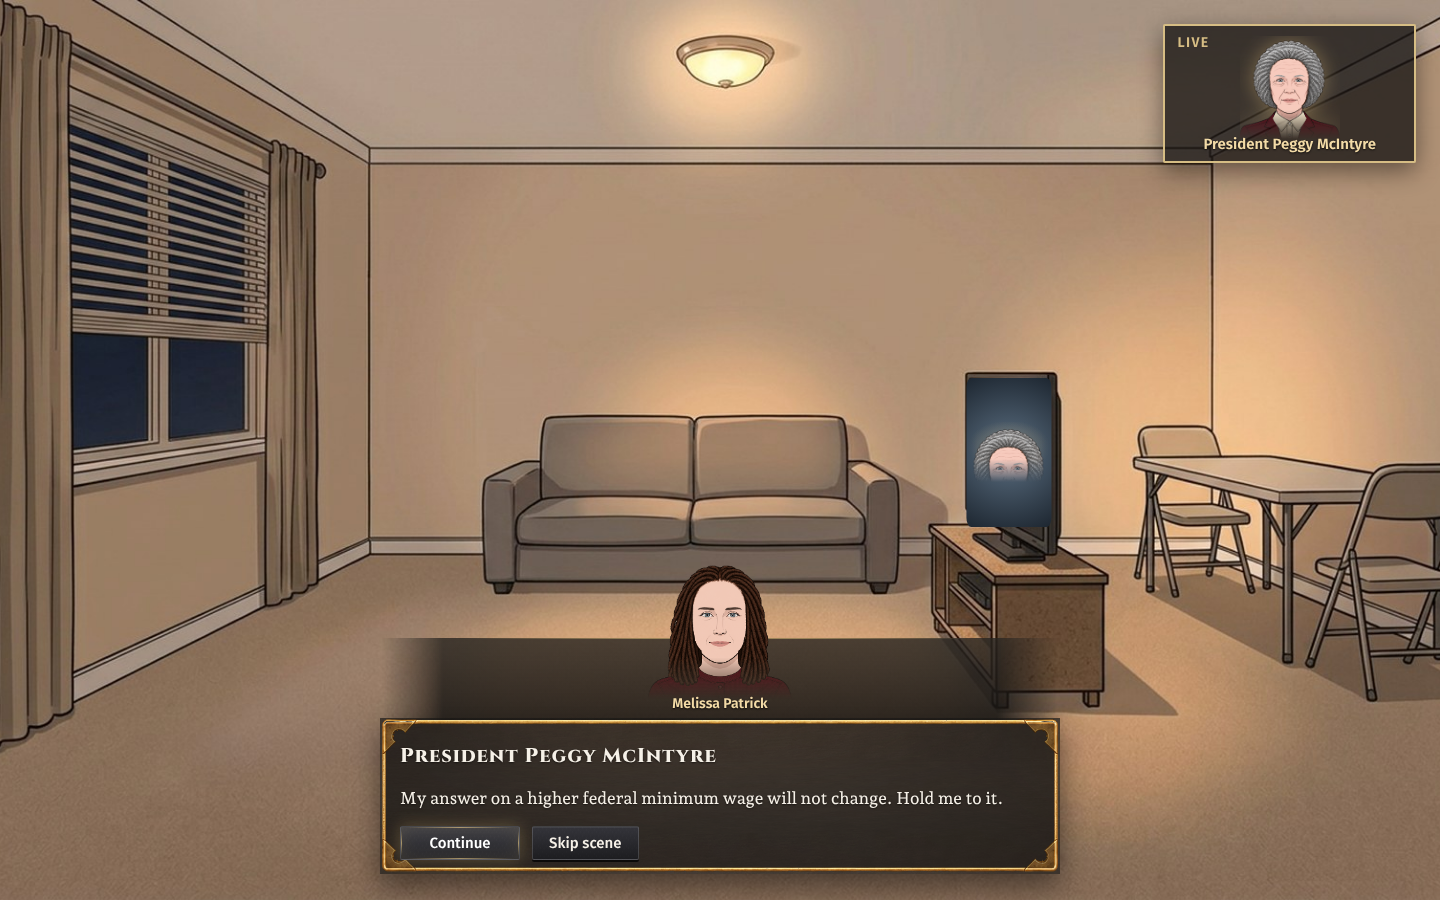 LIVE
President Peggy McIntyre
Melissa Patrick
President Peggy McIntyre
My answer on a higher federal minimum wage will not change. Hold me to it.
Continue
Skip scene